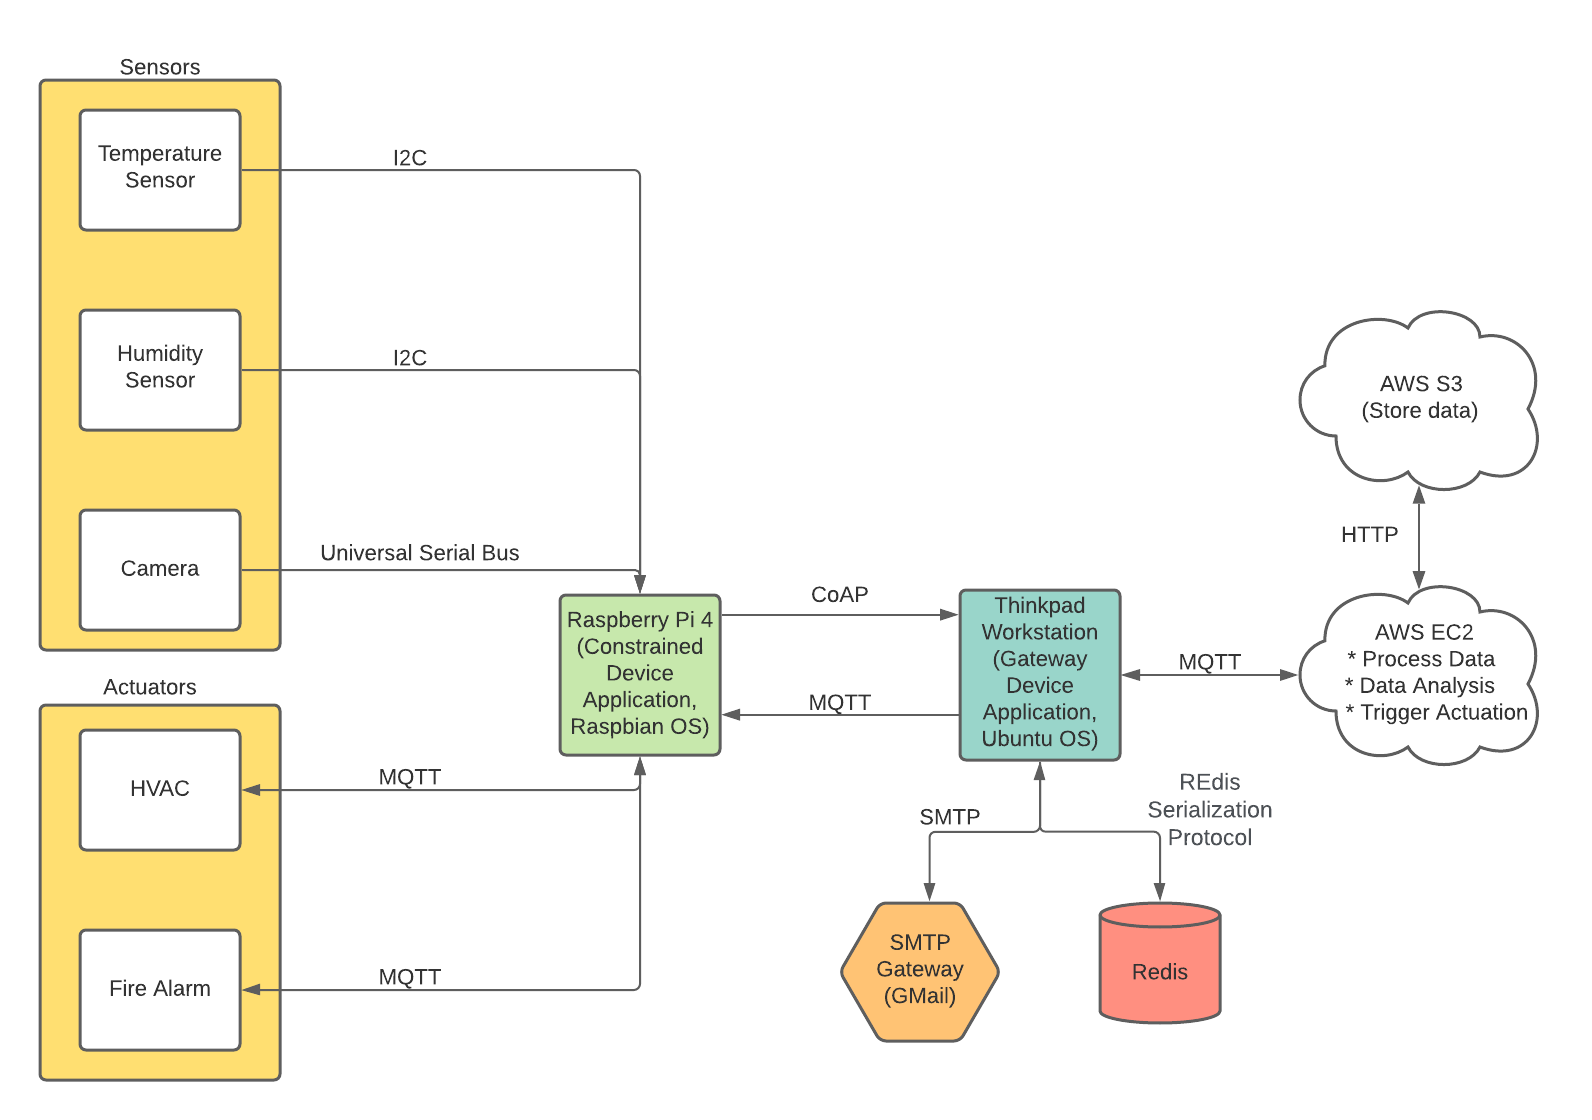 Sensors
Temperature
Sensor
I2C
Humidity
Sensor
I2C
Camera
Universal Serial Bus
Actuators
HVAC
MQTT
Fire Alarm
MQTT
Raspberry Pi 4
(Constrained
Device
Application,
Raspbian OS)
CoAP
MQTT
Thinkpad
Workstation
(Gateway
Device
Application,
Ubuntu OS)
MQTT
AWS S3
(Store data)
HTTP
AWS EC2
* Process Data
* Data Analysis
* Trigger Actuation
SMTP
REdis
Serialization
Protocol
SMTP
Gateway
(GMail)
Redis